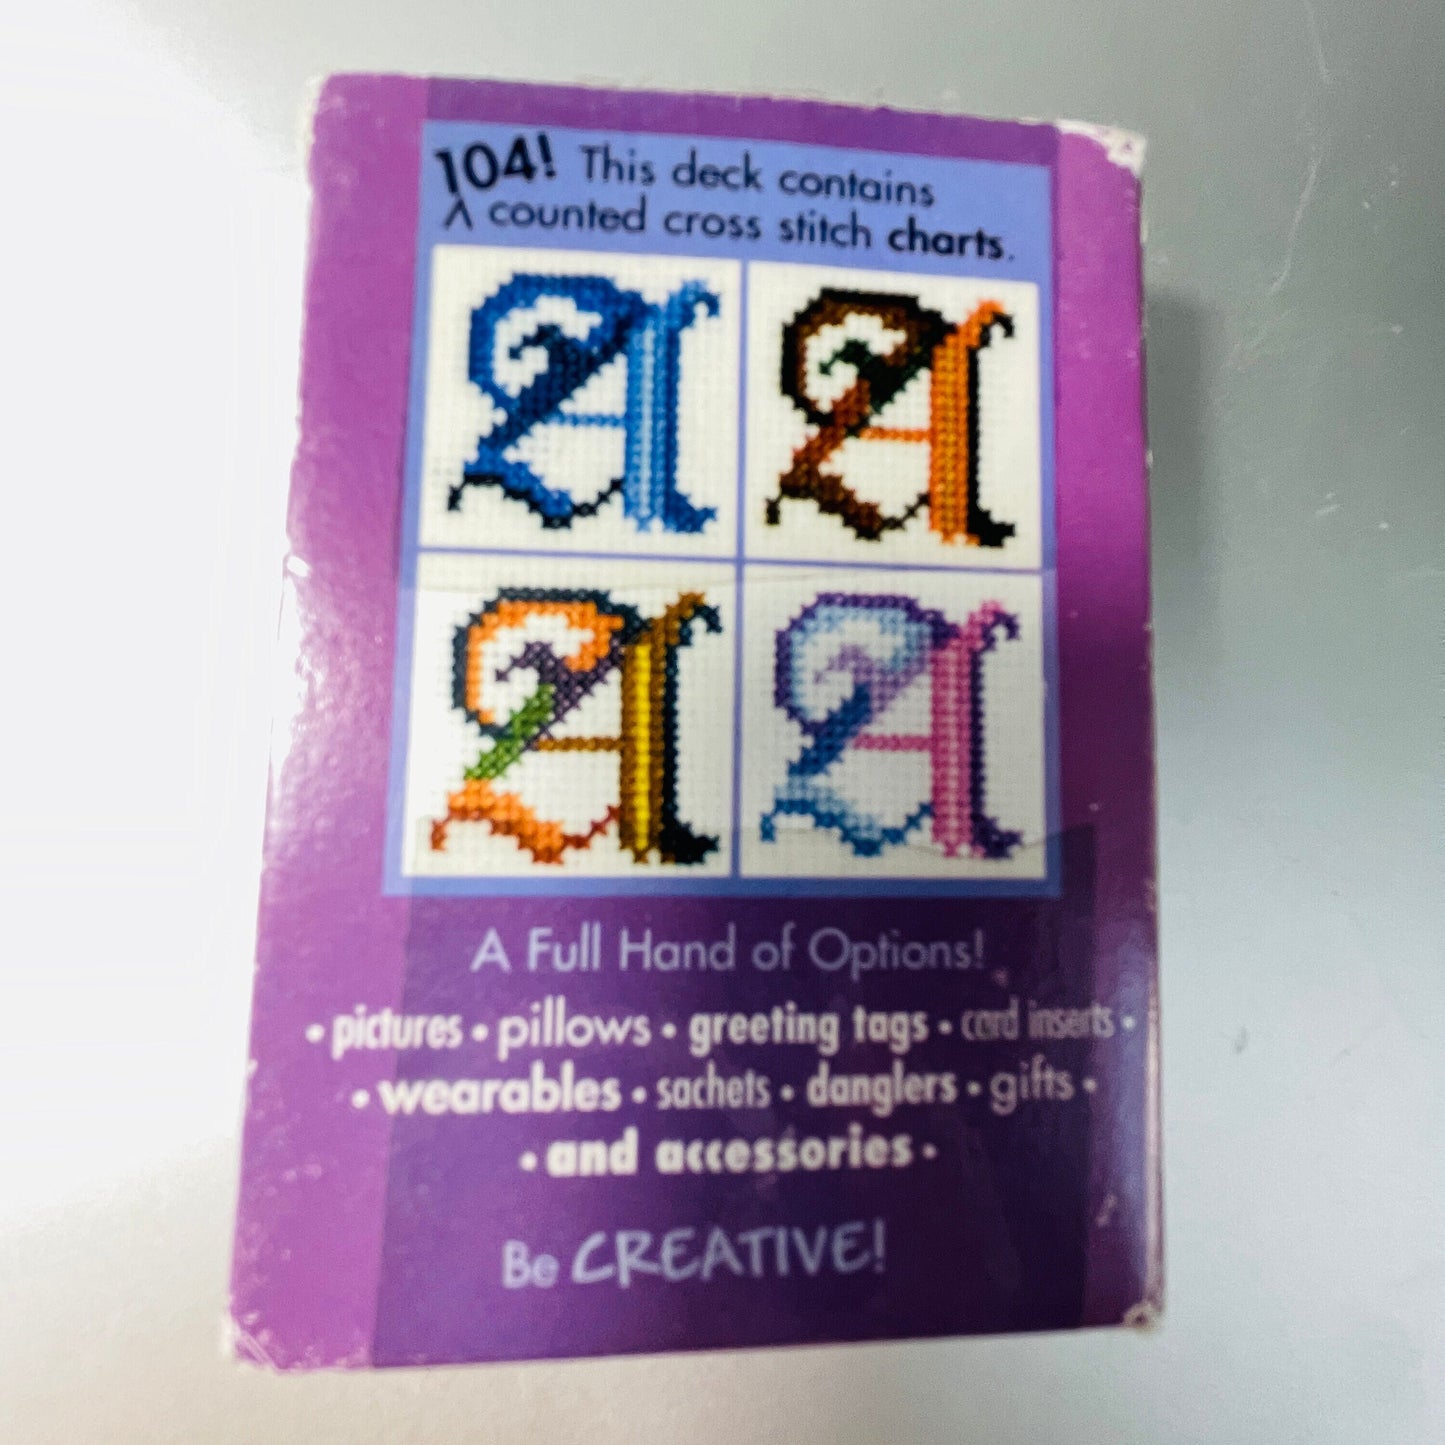 104! This deck contains
^ counted cross stitch charts.
A A
A A
A Full Hand of Options!
• pictures • pillows • greeting tags • card inserts •
• wearables • sachets • danglers • gifts •
• and accessories •
Be CREATIVE!